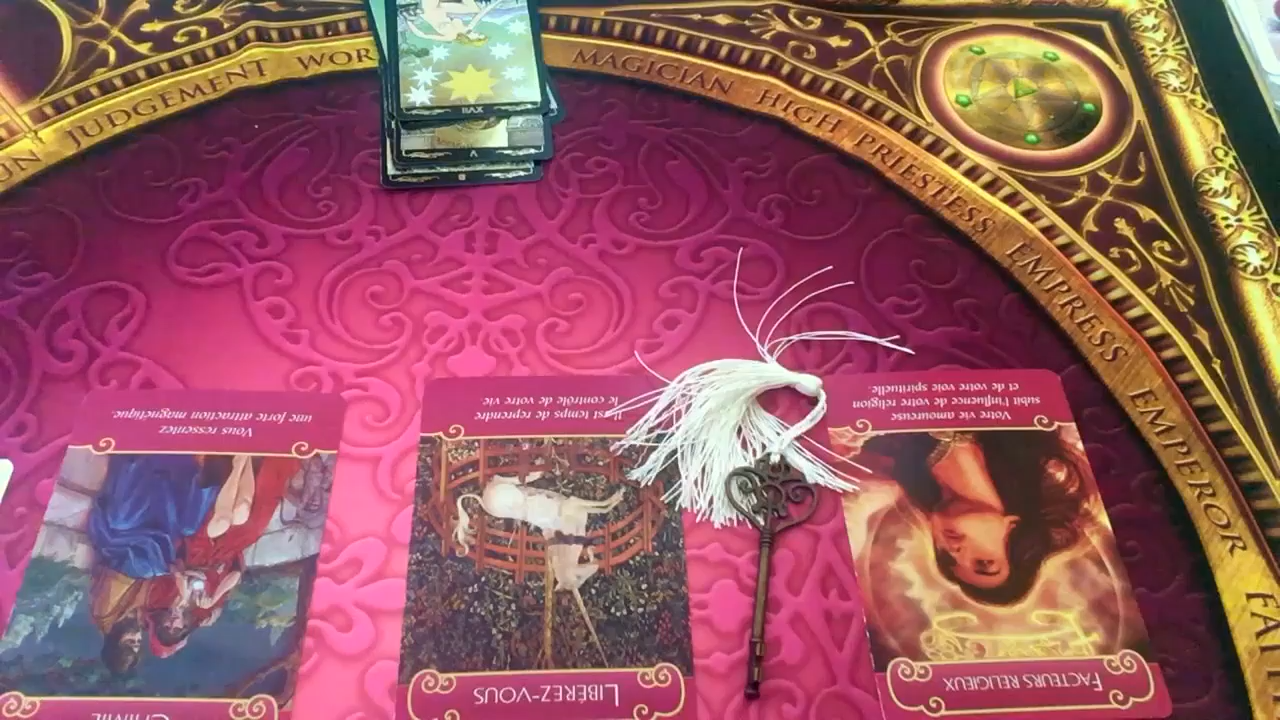 JUDGEMENT
MAGICIAN
HIGH PRIESTESS
EMPRESS
EMPEROR
XVII
V
Vous ressentez
une forte attraction magnétique.
CHIMIE
est temps de reprendre
le contrôle de votre vie
LIBÉREZ-VOUS
Votre vie amoureuse
subit l'influence de votre religion
et de votre voie spirituelle.
FACTEURS RELIGIEUX